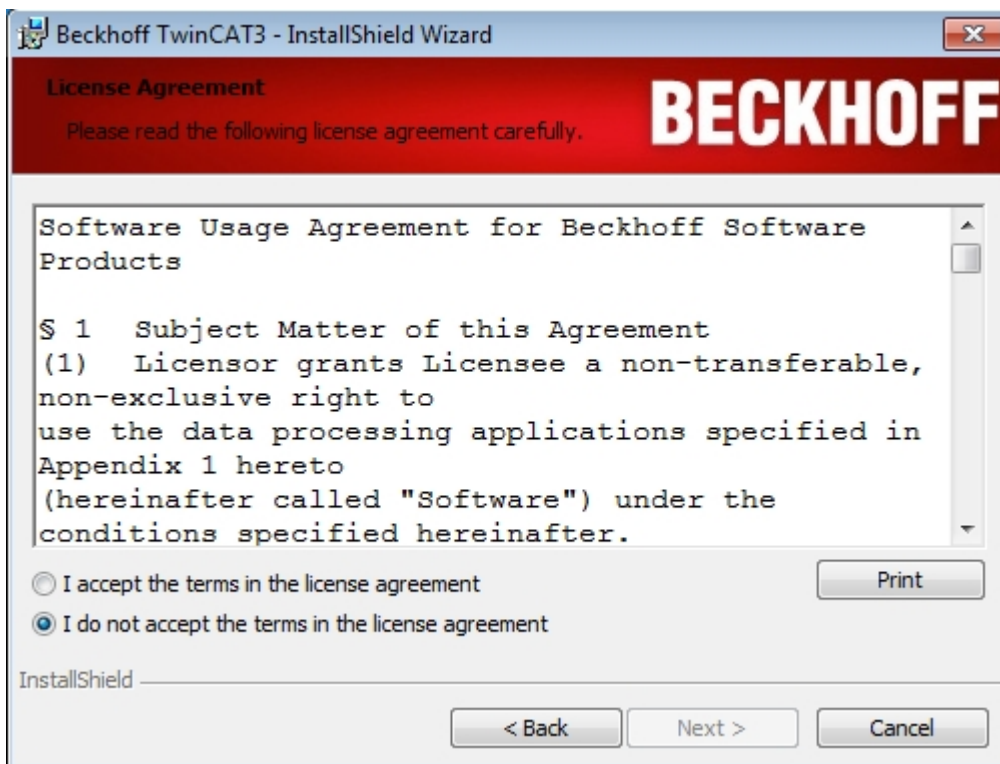 Beckhoff TwinCAT3 - InstallShield Wizard
License Agreement
Please read the following license agreement carefully.
BECKHOFF
Software Usage Agreement for Beckhoff Software
Products
§ 1 Subject Matter of this Agreement
(1) Licensor grants Licensee a non-transferable,
non-exclusive right to
use the data processing applications specified in
Appendix 1 hereto
(hereinafter called "Software") under the
conditions specified hereinafter.
I accept the terms in the license agreement
Print
I do not accept the terms in the license agreement
InstallShield
< Back
Next >
Cancel